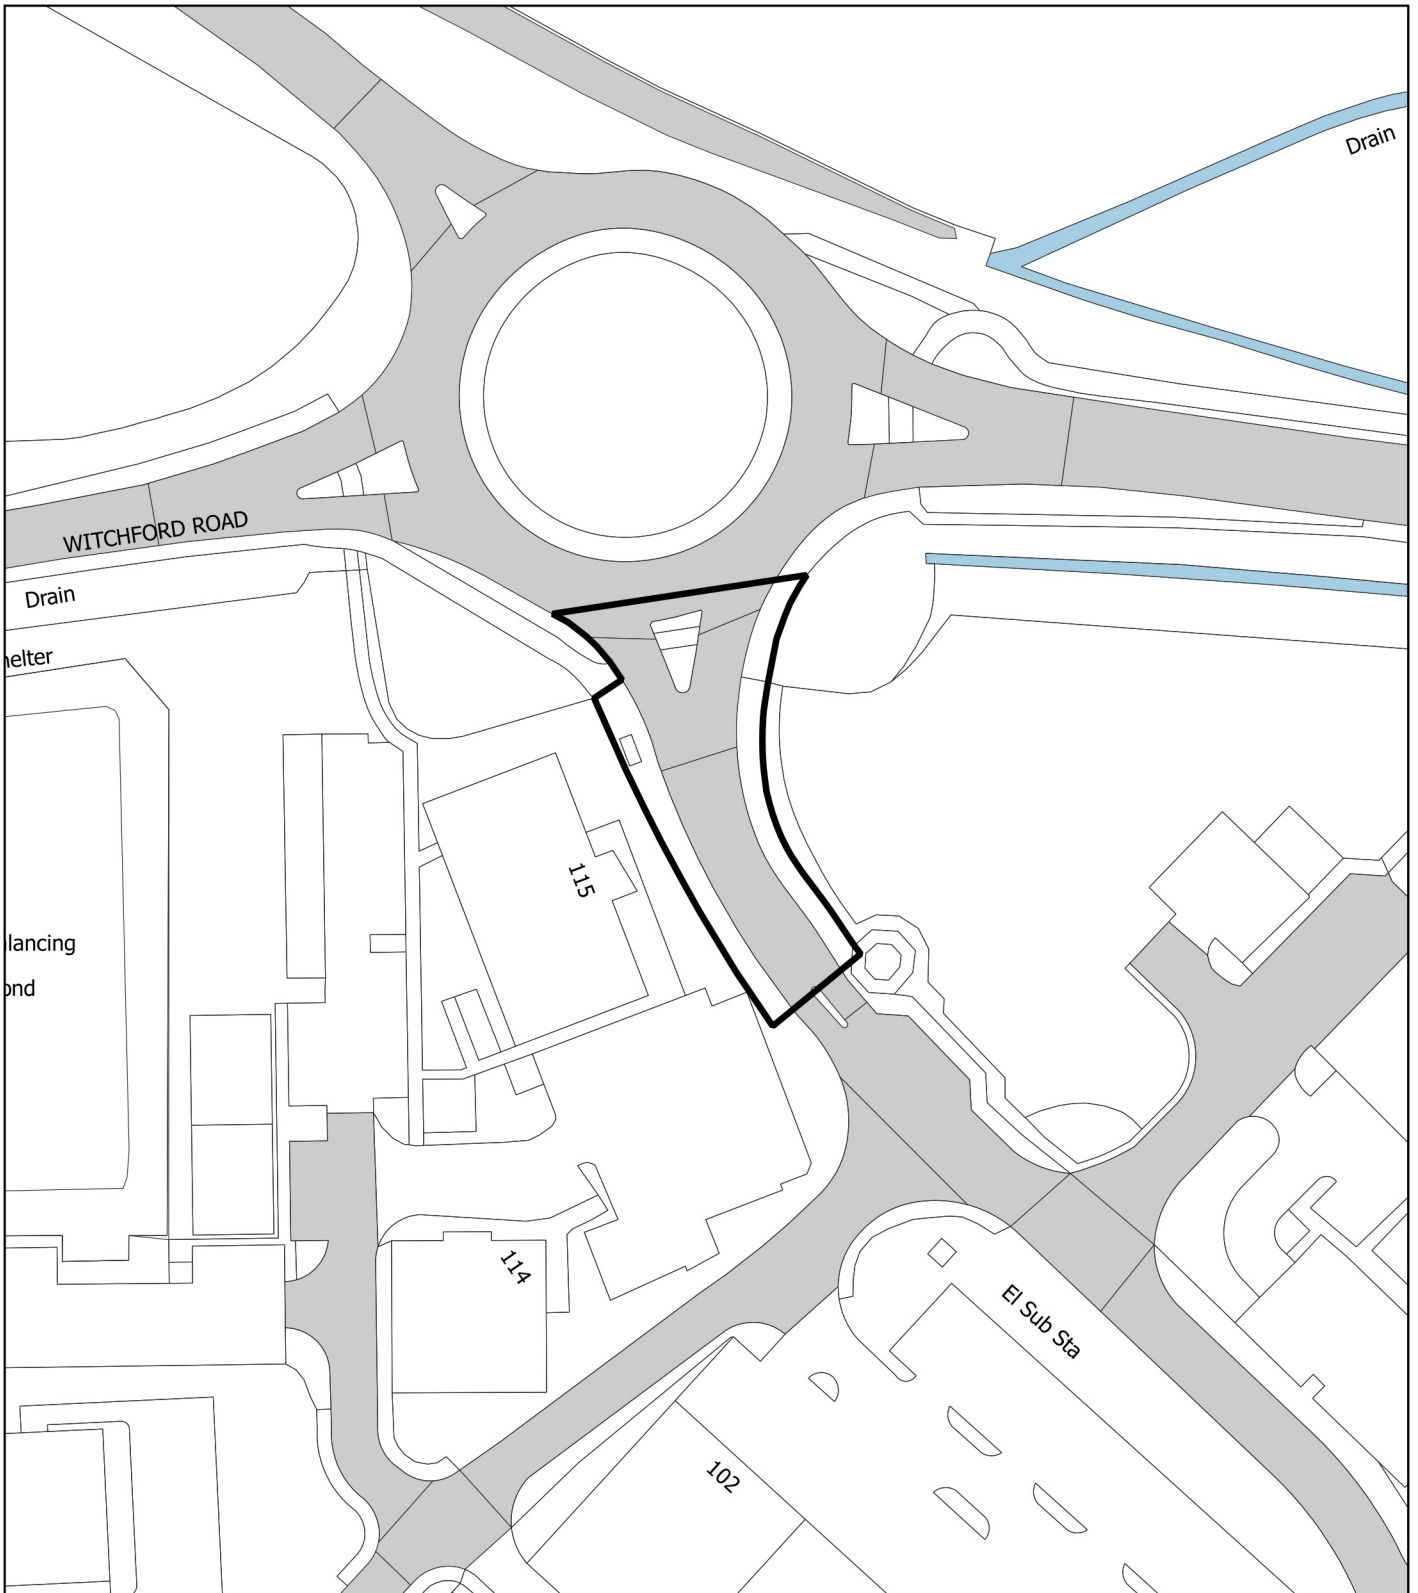 Drain
WITCHFORD ROAD
Drain
helter
115
lancing
ond
114
El Sub Sta
102